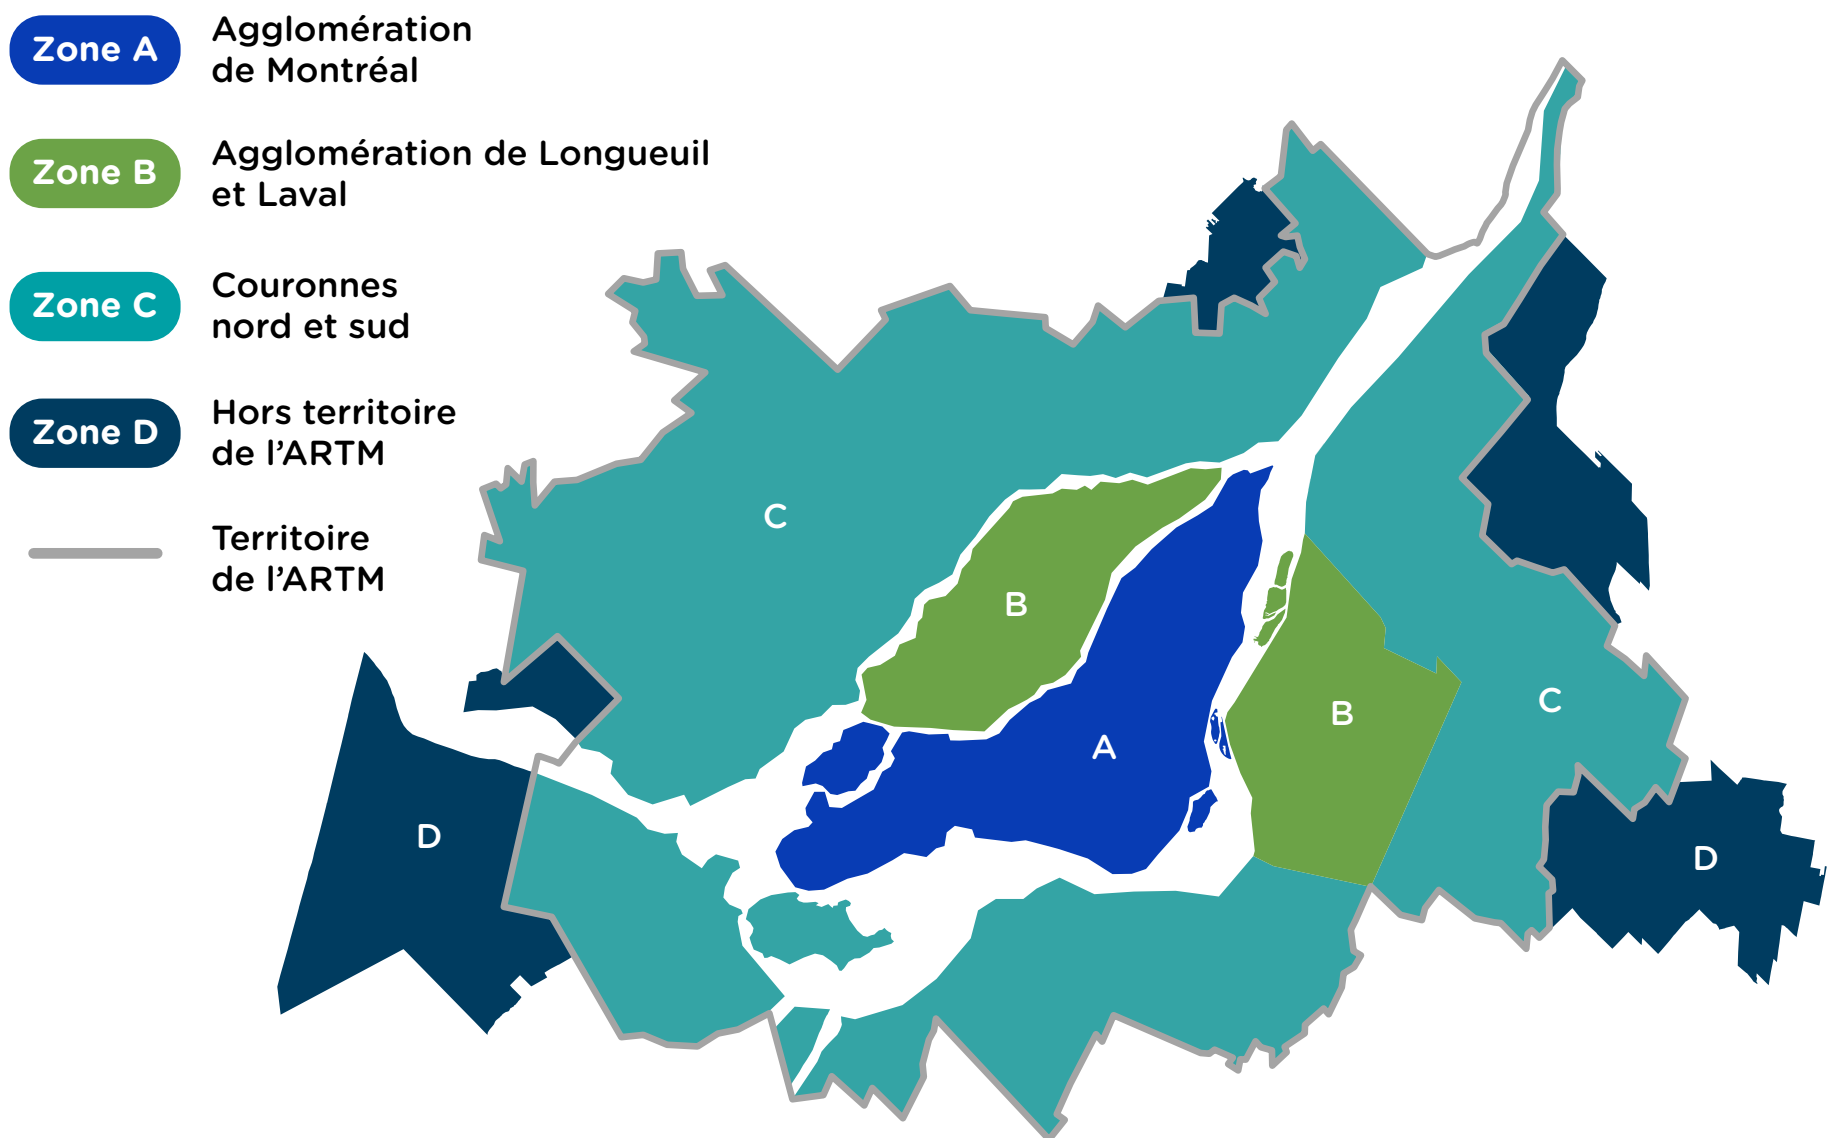 Zone A
Agglomération
de Montréal
Zone B
Agglomération de Longueuil
et Laval
Zone C
Couronnes
nord et sud
Zone D
Hors territoire
de l'ARTM
Territoire
de l'ARTM
C
B
A
B
C
D
D